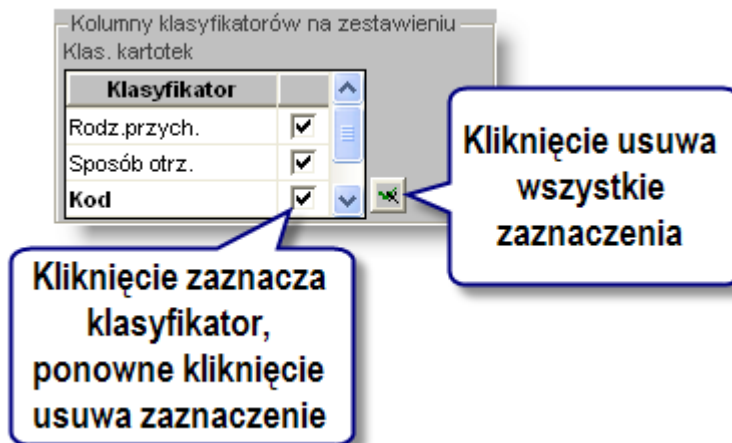 Kolumny klasyfikatorów na zestawieniu
Klas. kartotek
Klasyfikator
Rodz.przych.
Sposób otrz.
Kod
Kliknięcie usuwa
wszystkie
zaznaczenia
Kliknięcie zaznacza
klasyfikator,
ponowne kliknięcie
usuwa zaznaczenie